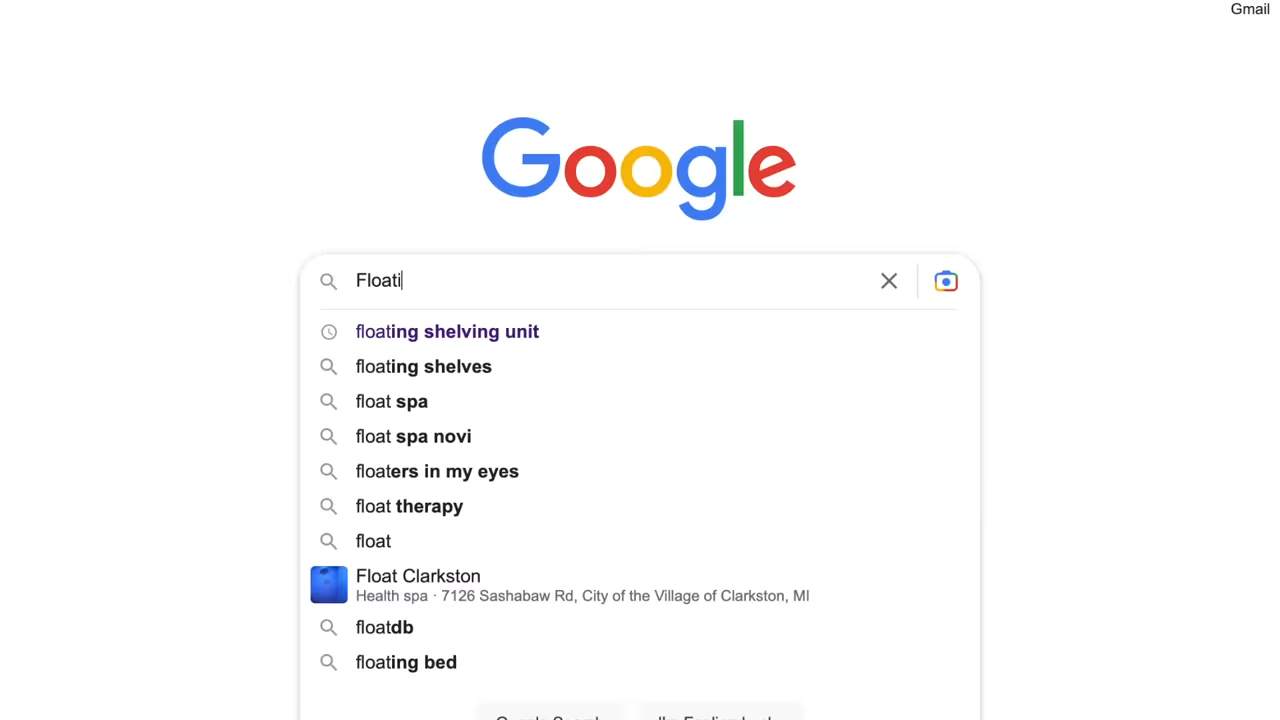 Gmail
Google
Floati
floating shelving unit
floating shelves
float spa
float spa novi
floaters in my eyes
float therapy
float
Float Clarkston
Health spa · 7126 Sashabaw Rd, City of the Village of Clarkston, MI
floatdb
floating bed